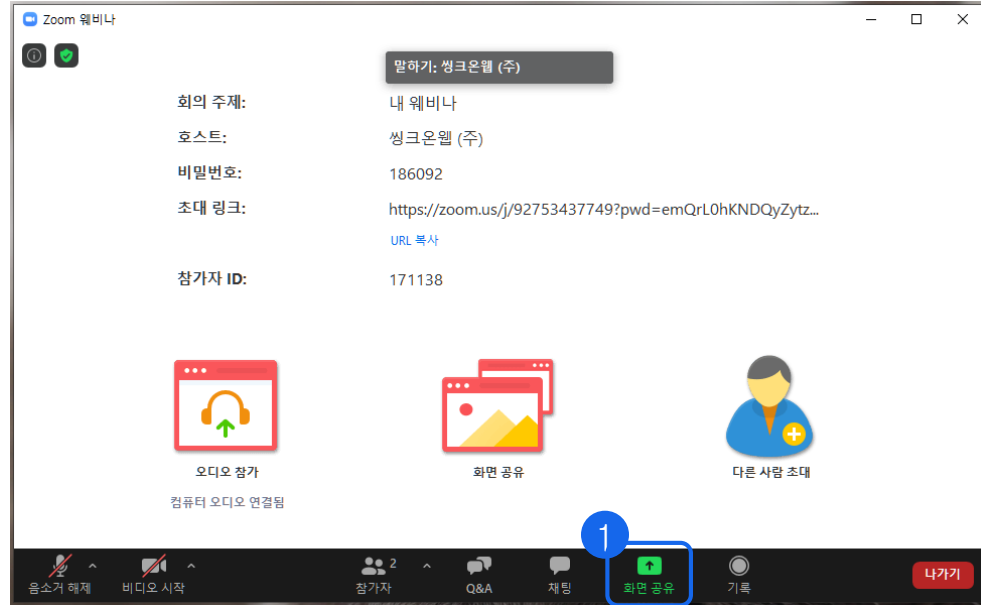 Zoom 웨비나
말하기: 씽크온웹 (주)
회의 주제: 내 웨비나
호스트: 씽크온웹 (주)
비밀번호: 186092
초대 링크: https://zoom.us/j/92753437749?pwd=emQrL0hKNDQyZytz...
URL 복사
참가자 ID: 171138
오디오 참가 화면 공유 다른 사람 초대
컴퓨터 오디오 연결됨
1
2
음소거 해제 비디오 시작 참가자 Q&A 채팅 화면 공유 기록 나가기